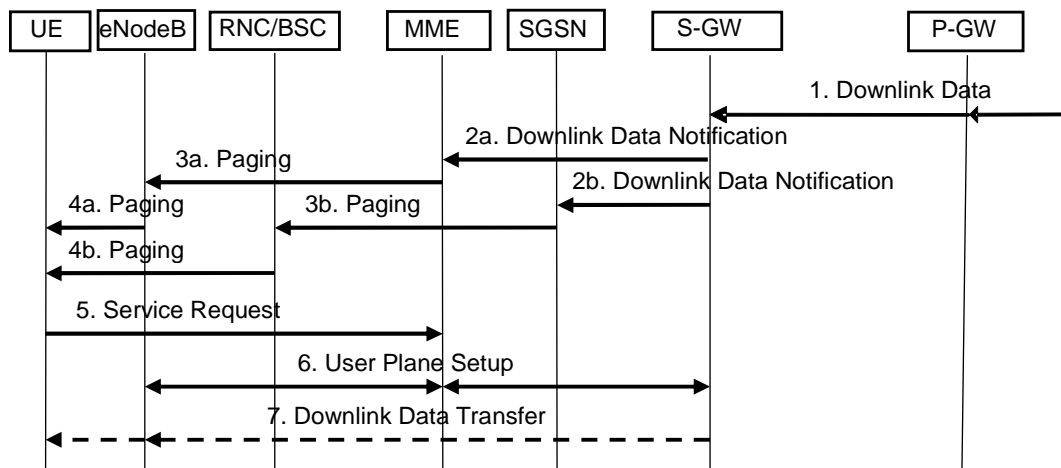 UE eNodeB RNC/BSC MME SGSN S-GW P-GW
1. Downlink Data
2a. Downlink Data Notification
3a. Paging
2b. Downlink Data Notification
4a. Paging 3b. Paging
4b. Paging
5. Service Request
6. User Plane Setup
7. Downlink Data Transfer